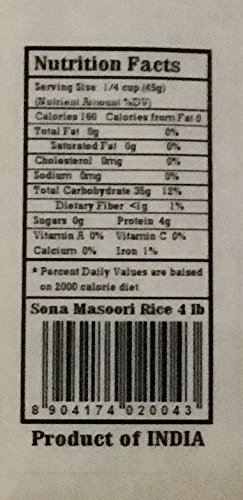 Nutrition Facts
Serving Size 1/4 cup (45g)
(Nutrient Amount %DV)
Calories 160 Calories from Fat 0
Total Fat 0g 0%
Saturated Fat 0g 0%
Cholesterol 0mg 0%
Sodium 0mg 0%
Total Carbohydrate 35g 12%
Dietary Fiber <1g 1%
Sugars 0g Protein 4g
Vitamin A 0% Vitamin C 0%
Calcium 0% Iron 1%
* Percent Daily Values are baised
on 2000 calorie diet
Sona Masoori Rice 4 lb
8 904174 020043
Product of INDIA